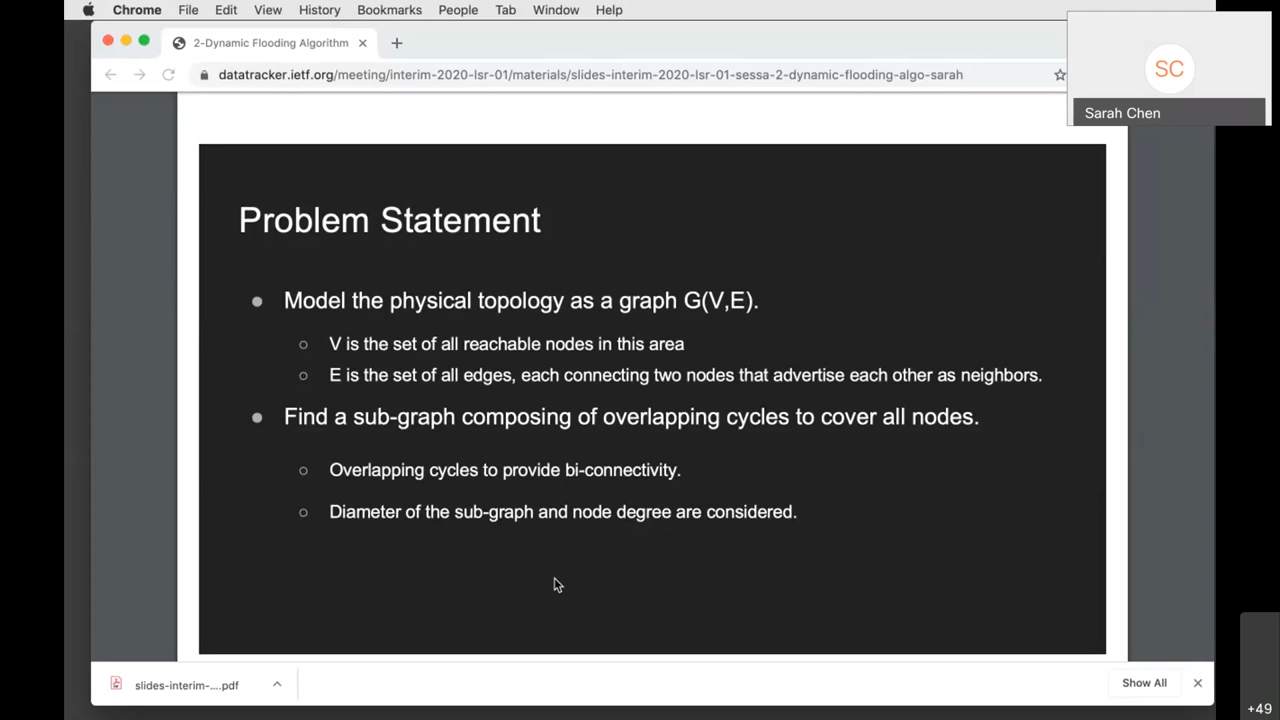 Chrome File Edit View History Bookmarks People Tab Window Help
2-Dynamic Flooding Algorithm
datatracker.ietf.org/meeting/interim-2020-lsr-01/materials/slides-interim-2020-lsr-01-sessa-2-dynamic-flooding-algo-sarah
SC
Sarah Chen
Problem Statement
Model the physical topology as a graph G(V,E).
V is the set of all reachable nodes in this area
E is the set of all edges, each connecting two nodes that advertise each other as neighbors.
Find a sub-graph composing of overlapping cycles to cover all nodes.
Overlapping cycles to provide bi-connectivity.
Diameter of the sub-graph and node degree are considered.
slides-interim-....pdf
Show All
+49